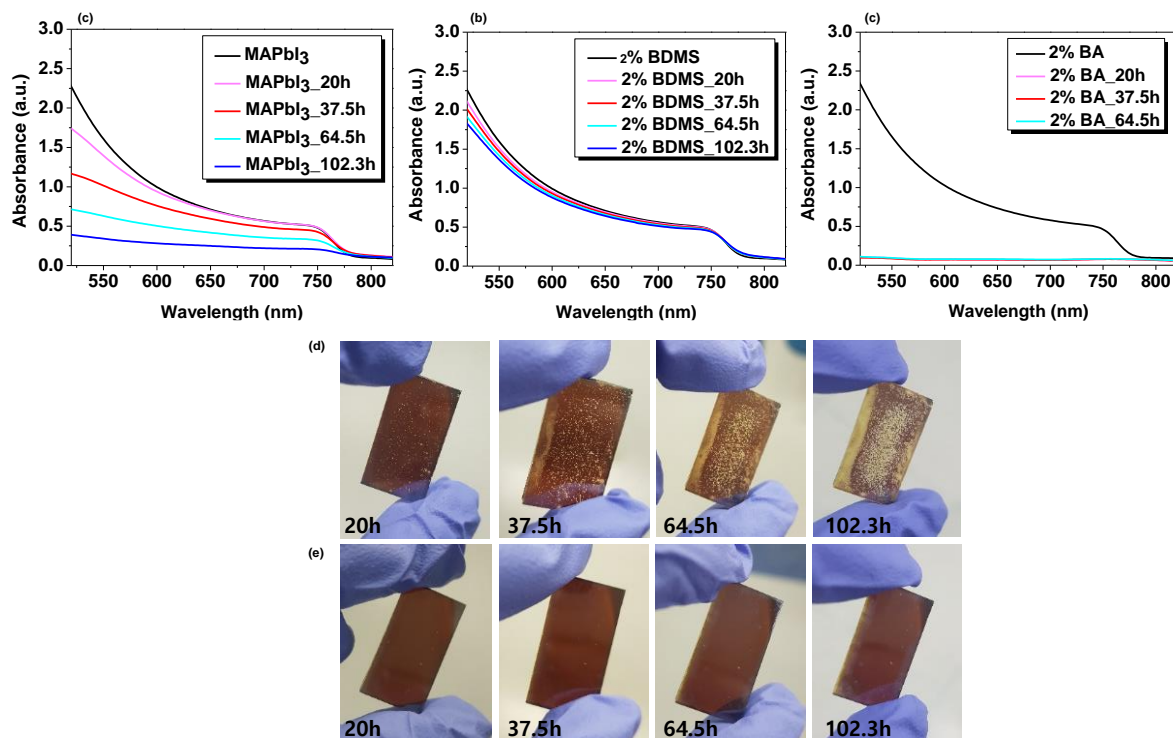 (c)
3.0
2.5
2.0
1.5
1.0
0.5
0.0
Absorbance (a.u.)
550 600 650 700 750 800
Wavelength (nm)
MAPbI3
MAPbI3_20h
MAPbI3_37.5h
MAPbI3_64.5h
MAPbI3_102.3h
(b)
3.0
2.5
2.0
1.5
1.0
0.5
0.0
Absorbance (a.u.)
550 600 650 700 750 800
Wavelength (nm)
2% BDMS
2% BDMS_20h
2% BDMS_37.5h
2% BDMS_64.5h
2% BDMS_102.3h
(c)
3.0
2.5
2.0
1.5
1.0
0.5
0.0
Absorbance (a.u.)
550 600 650 700 750 800
Wavelength (nm)
2% BA
2% BA_20h
2% BA_37.5h
2% BA_64.5h
(d)
20h 37.5h 64.5h 102.3h
(e)
20h 37.5h 64.5h 102.3h